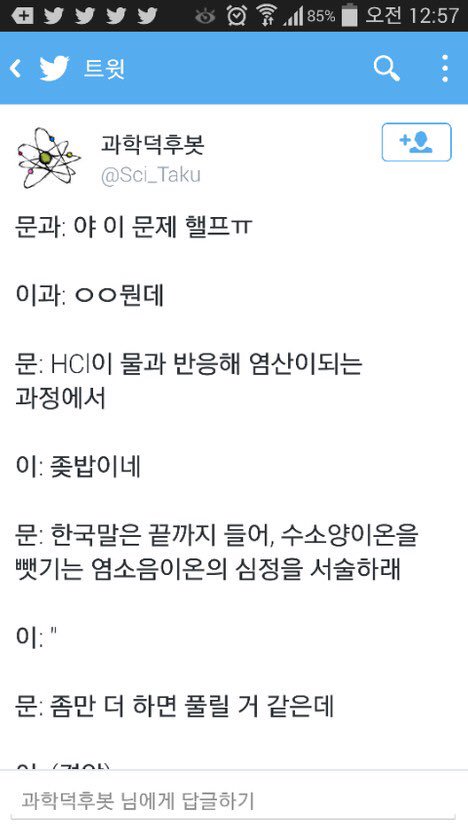 85% 오전 12:57
트윗
과학덕후봇
@Sci_Taku
문과: 야 이 문제 핼프ㅠ
이과: ㅇㅇ뭔데
문: HCl이 물과 반응해 염산이되는
과정에서
이: 좆밥이네
문: 한국말은 끝까지 들어, 수소양이온을
뺏기는 염소음이온의 심정을 서술하래
이: "
문: 좀만 더 하면 풀릴 거 같은데
과학덕후봇 님에게 답글하기